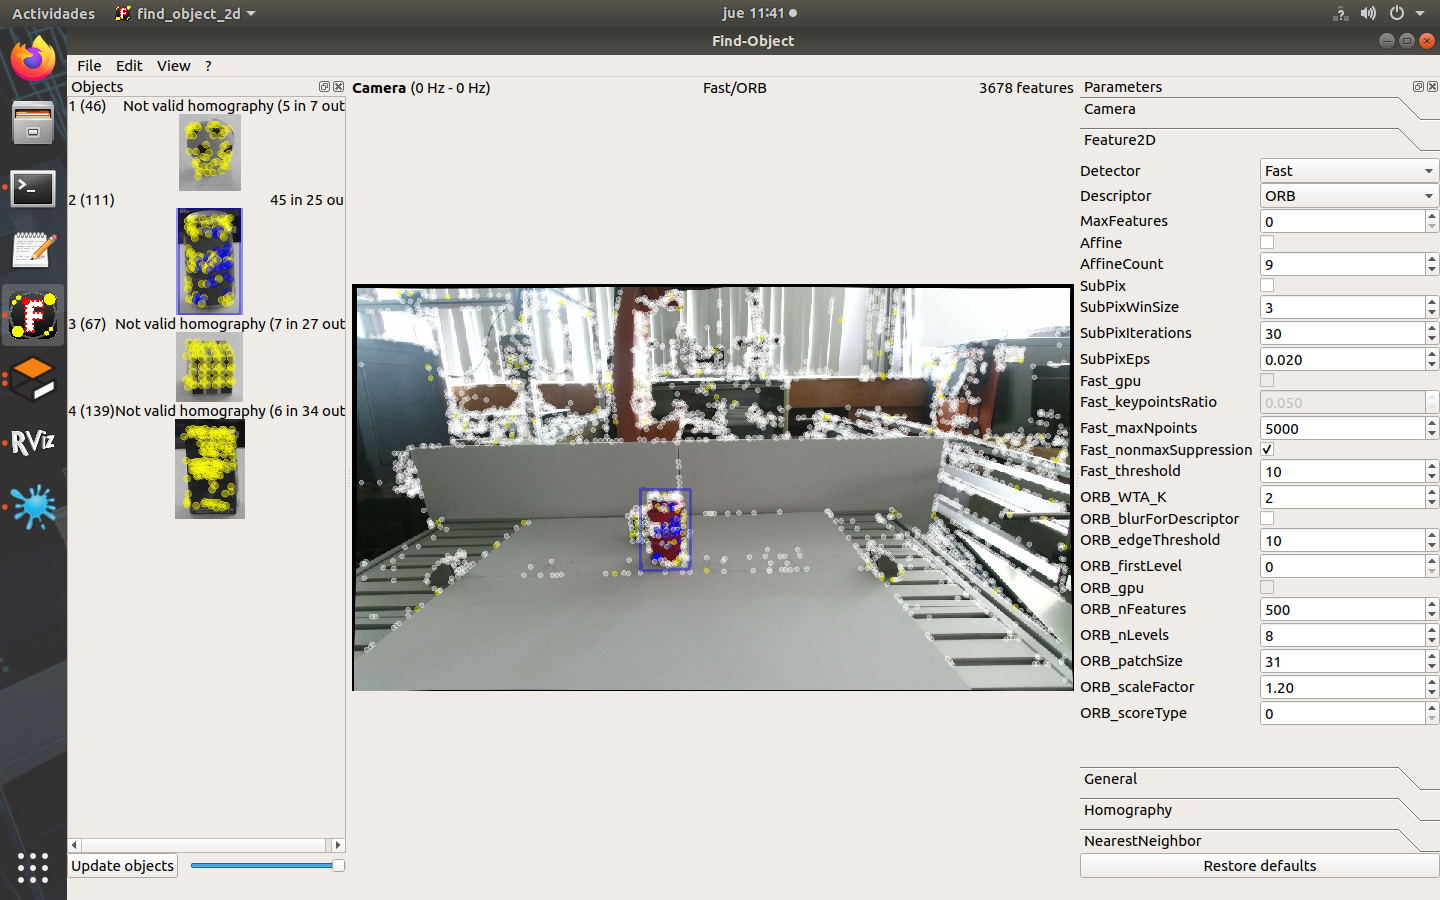 Actividades find_object_2d jue 11:41
Find-Object
File Edit View ?
Objects
1 (46) Not valid homography (5 in 7 out
2 (111) 45 in 25 ou
3 (67) Not valid homography (7 in 27 out
4 (139)Not valid homography (6 in 34 out
Update objects
Camera (0 Hz - 0 Hz) Fast/ORB 3678 features
Parameters
Camera
Feature2D
Detector Fast
Descriptor ORB
MaxFeatures 0
Affine
AffineCount 9
SubPix
SubPixWinSize 3
SubPixIterations 30
SubPixEps 0.020
Fast_gpu
Fast_keypointsRatio 0.050
Fast_maxNpoints 5000
Fast_nonmaxSuppression
Fast_threshold 10
ORB_WTA_K 2
ORB_blurForDescriptor
ORB_edgeThreshold 10
ORB_firstLevel 0
ORB_gpu
ORB_nFeatures 500
ORB_nLevels 8
ORB_patchSize 31
ORB_scaleFactor 1.20
ORB_scoreType 0
General
Homography
NearestNeighbor
Restore defaults
F
RViz